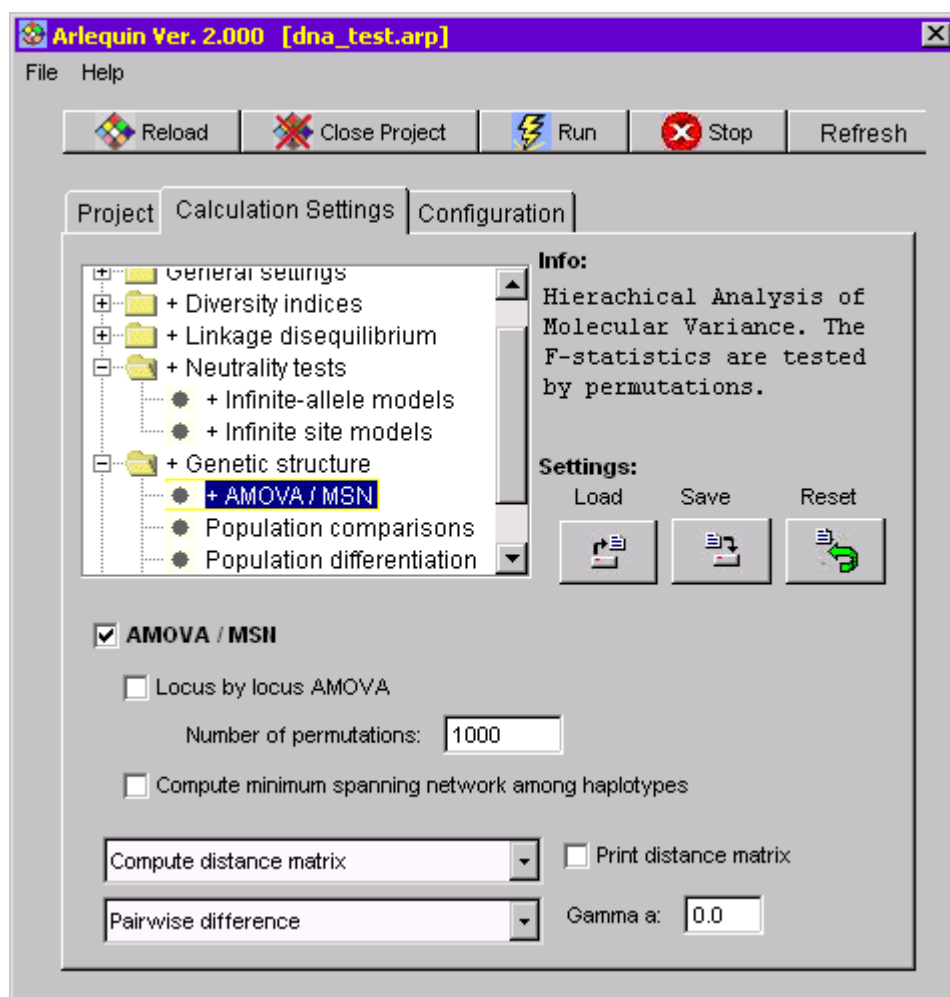 Arlequin Ver. 2.000 [dna_test.arp]
File Help
Reload Close Project Run Stop Refresh
Project Calculation Settings Configuration
General settings
+ Diversity indices
+ Linkage disequilibrium
+ Neutrality tests
+ Infinite-allele models
+ Infinite site models
+ Genetic structure
+ AMOVA / MSN
Population comparisons
Population differentiation
Info:
Hierachical Analysis of
Molecular Variance. The
F-statistics are tested
by permutations.
Settings:
Load Save Reset
AMOVA / MSN
Locus by locus AMOVA
Number of permutations: 1000
Compute minimum spanning network among haplotypes
Compute distance matrix Print distance matrix
Pairwise difference Gamma a: 0.0